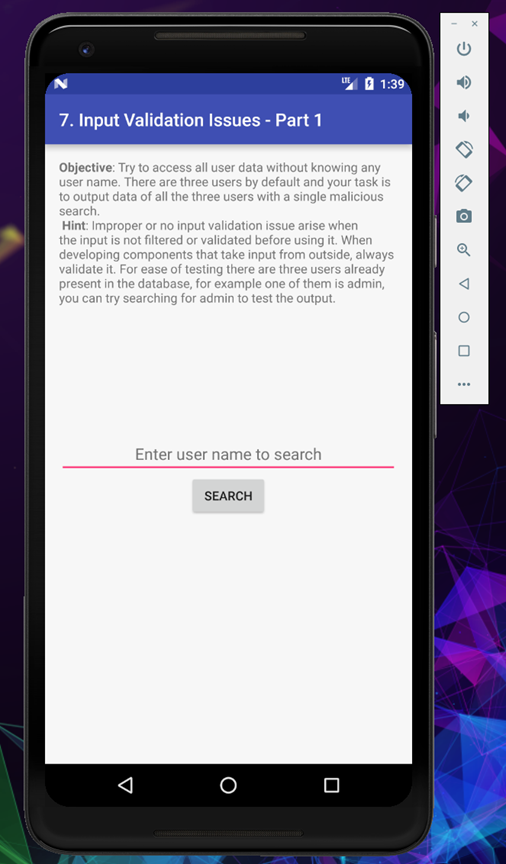 LTE 1:39
7. Input Validation Issues - Part 1
Objective: Try to access all user data without knowing any
user name. There are three users by default and your task is
to output data of all the three users with a single malicious
search.
Hint: Improper or no input validation issue arise when
the input is not filtered or validated before using it. When
developing components that take input from outside, always
validate it. For ease of testing there are three users already
present in the database, for example one of them is admin,
you can try searching for admin to test the output.
Enter user name to search
SEARCH